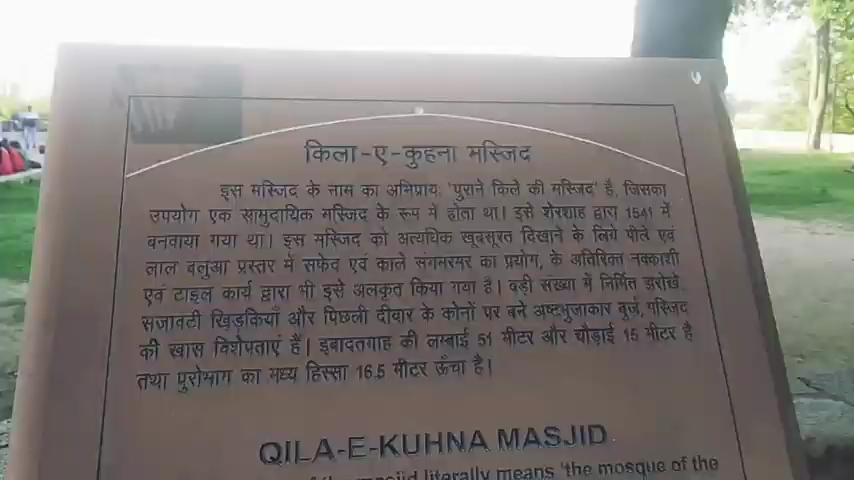 किला-ए-कुहना मस्जिद
इस मस्जिद के नाम का अभिप्राय 'पुराने किले की मस्जिद' है, जिसका
उपयोग एक सामुदायिक मस्जिद के रूप में होता था। इसे शेरशाह द्वारा 1541 में
बनवाया गया था। इस मस्जिद को अत्यधिक खूबसूरत दिखाने के लिये पीले एवं
लाल बलुआ प्रस्तर में सफेद एवं काले संगमरमर का प्रयोग, के अतिरिक्त नक्काशी
एवं टाइल कार्य द्वारा भी इसे अलंकृत किया गया है। बड़ी संख्या में निर्मित झरोखे,
सजावटी खिड़कियाँ और पिछली दीवार के कोनों पर बने अष्टभुजाकार बुर्ज, मस्जिद
की खास विशेषताएं हैं। इबादतगाह की लम्बाई 51 मीटर और चौड़ाई 15 मीटर है
तथा पुरोभाग का मध्य हिस्सा 16.5 मीटर ऊँचा है।
QILA-E-KUHNA MASJID
masjid literally means 'the mosque of the